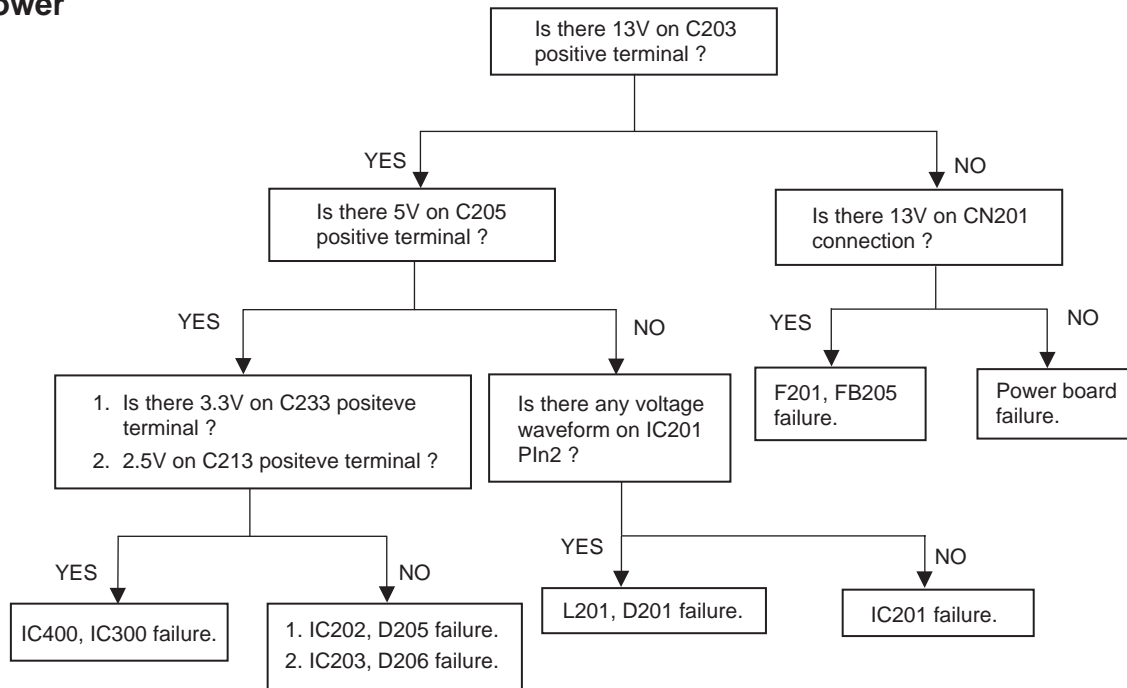 Is there 13V on C203
positive terminal ?
YES
NO
Is there 5V on C205
positive terminal ?
Is there 13V on CN201
connection ?
YES
NO
YES
NO
1. Is there 3.3V on C233 positeve
terminal ?
2. 2.5V on C213 positeve terminal ?
Is there any voltage
waveform on IC201
PIn2 ?
F201, FB205
failure.
Power board
failure.
YES
NO
YES
NO
IC400, IC300 failure.
1. IC202, D205 failure.
2. IC203, D206 failure.
L201, D201 failure.
IC201 failure.